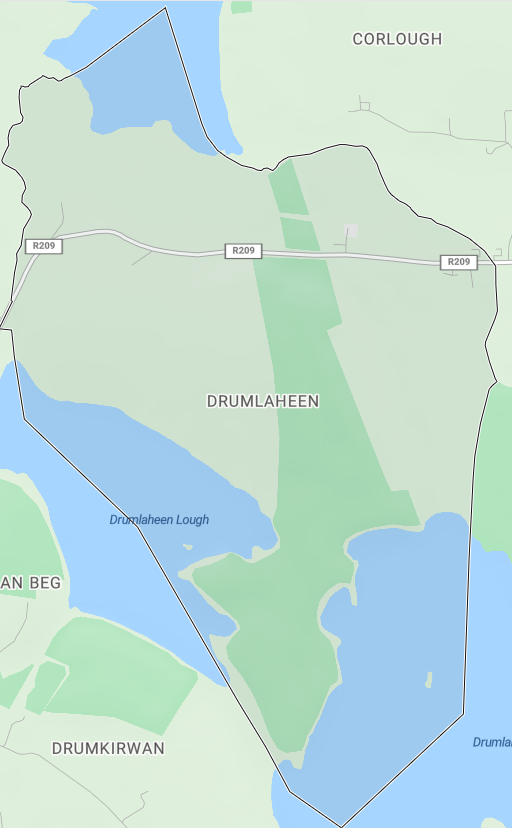 CORLOUGH
R209
R209
R209
DRUMLAHEEN
Drumlaheen Lough
AN BEG
DRUMKIRWAN
Drumla